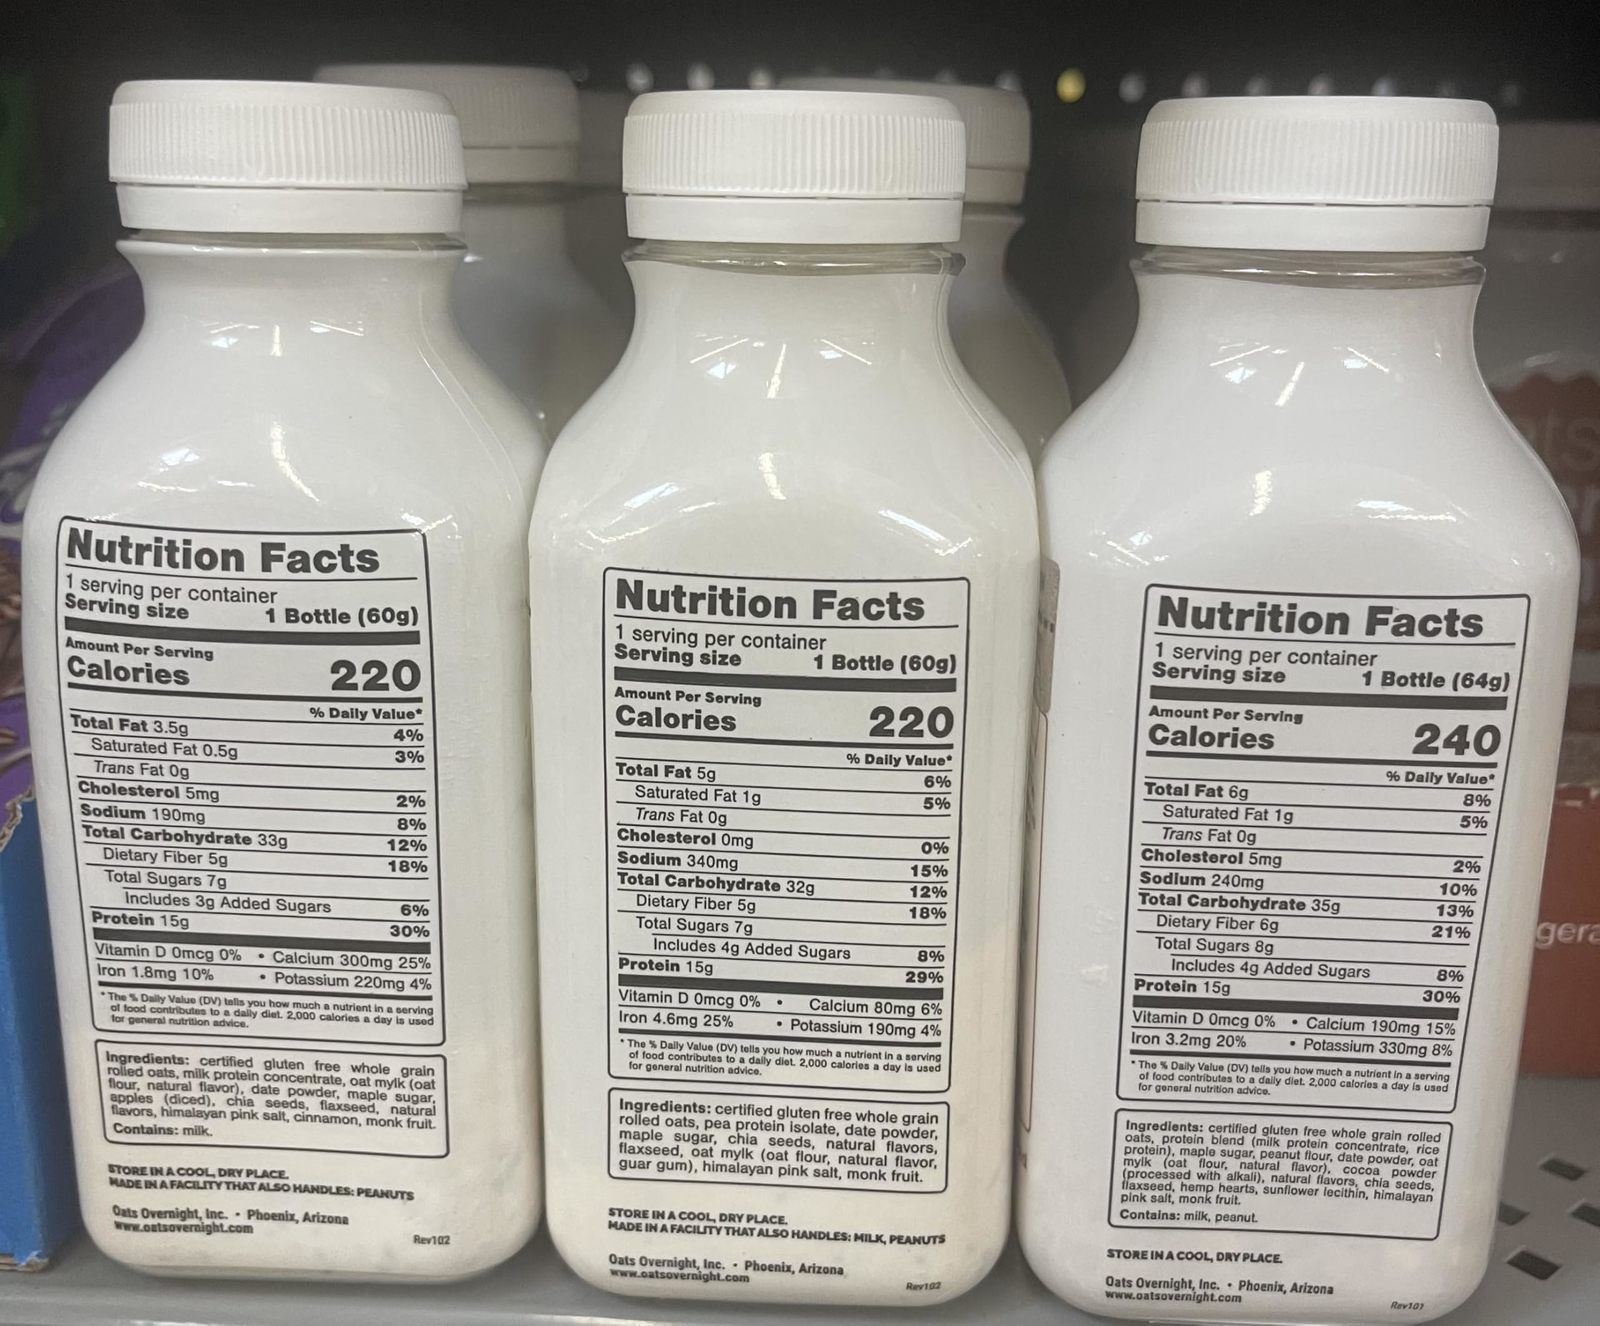 Nutrition Facts
1 serving per container
Serving size 1 Bottle (60g)
Amount Per Serving
Calories 220
% Daily Value*
Total Fat 3.5g 4%
Saturated Fat 0.5g 3%
Trans Fat 0g
Cholesterol 5mg 2%
Sodium 190mg 8%
Total Carbohydrate 33g 12%
Dietary Fiber 5g 18%
Total Sugars 7g
Includes 3g Added Sugars 6%
Protein 15g 30%
Vitamin D 0mcg 0% • Calcium 300mg 25%
Iron 1.8mg 10% • Potassium 220mg 4%
* The % Daily Value (DV) tells you how much a nutrient in a serving
of food contributes to a daily diet. 2,000 calories a day is used
for general nutrition advice.
Ingredients: certified gluten free whole grain
rolled oats, milk protein concentrate, oat mylk (oat
flour, natural flavor), date powder, maple sugar,
apples (diced), chia seeds, flaxseed, natural
flavors, himalayan pink salt, cinnamon, monk fruit.
Contains: milk.
STORE IN A COOL, DRY PLACE.
MADE IN A FACILITY THAT ALSO HANDLES: PEANUTS
Oats Overnight, Inc. • Phoenix, Arizona
www.oatsovernight.com
Rev102
Nutrition Facts
1 serving per container
Serving size 1 Bottle (60g)
Amount Per Serving
Calories 220
% Daily Value*
Total Fat 5g 6%
Saturated Fat 1g 5%
Trans Fat 0g
Cholesterol 0mg 0%
Sodium 340mg 15%
Total Carbohydrate 32g 12%
Dietary Fiber 5g 18%
Total Sugars 7g
Includes 4g Added Sugars 8%
Protein 15g 29%
Vitamin D 0mcg 0% • Calcium 80mg 6%
Iron 4.6mg 25% • Potassium 190mg 4%
* The % Daily Value (DV) tells you how much a nutrient in a serving
of food contributes to a daily diet. 2,000 calories a day is used
for general nutrition advice.
Ingredients: certified gluten free whole grain
rolled oats, pea protein isolate, date powder,
maple sugar, chia seeds, natural flavors,
flaxseed, oat mylk (oat flour, natural flavor,
guar gum), himalayan pink salt, monk fruit.
STORE IN A COOL, DRY PLACE.
MADE IN A FACILITY THAT ALSO HANDLES: MILK, PEANUTS
Oats Overnight, Inc. • Phoenix, Arizona
www.oatsovernight.com
Rev102
Nutrition Facts
1 serving per container
Serving size 1 Bottle (64g)
Amount Per Serving
Calories 240
% Daily Value*
Total Fat 6g 8%
Saturated Fat 1g 5%
Trans Fat 0g
Cholesterol 5mg 2%
Sodium 240mg 10%
Total Carbohydrate 35g 13%
Dietary Fiber 6g 21%
Total Sugars 8g
Includes 4g Added Sugars 8%
Protein 15g 30%
Vitamin D 0mcg 0% • Calcium 190mg 15%
Iron 3.2mg 20% • Potassium 330mg 8%
* The % Daily Value (DV) tells you how much a nutrient in a serving
of food contributes to a daily diet. 2,000 calories a day is used
for general nutrition advice.
Ingredients: certified gluten free whole grain rolled
oats, protein blend (milk protein concentrate, rice
protein), maple sugar, peanut flour, date powder, oat
mylk (oat flour, natural flavor), cocoa powder
(processed with alkali), natural flavors, chia seeds,
flaxseed, hemp hearts, sunflower lecithin, himalayan
pink salt, monk fruit.
Contains: milk, peanut.
STORE IN A COOL, DRY PLACE.
Oats Overnight, Inc. • Phoenix, Arizona
www.oatsovernight.com
Rev101